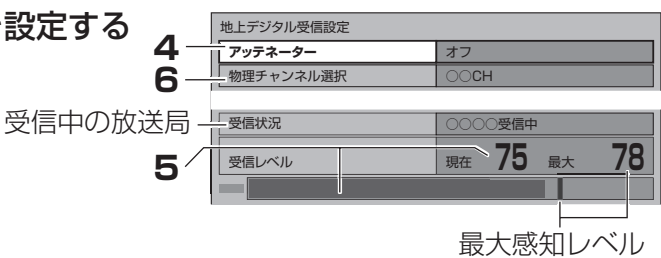 設定する
地上デジタル受信設定
4 アッテネーター オフ
6 物理チャンネル選択 ○○CH
受信中の放送局 受信状況 ○○○○受信中
5 受信レベル 現在 75 最大 78
最大感知レベル